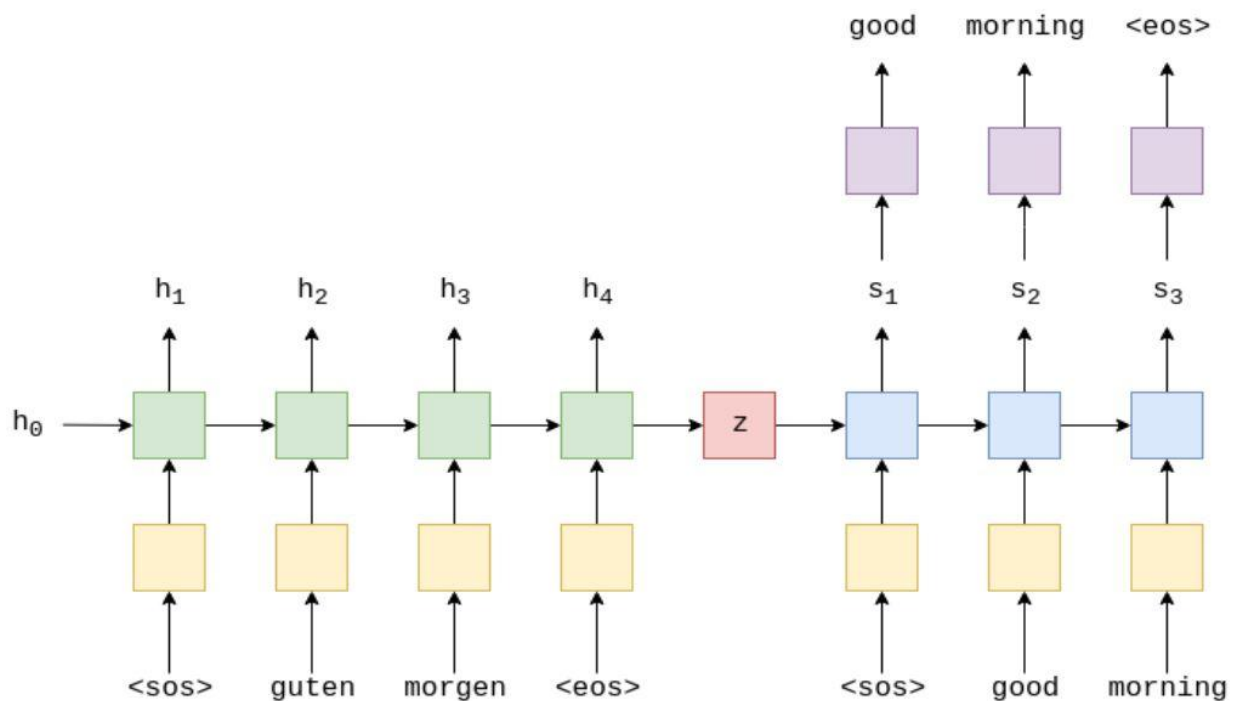 good morning <eos>
h₁ h₂ h₃ h₄ s₁ s₂ s₃
h₀ z
<sos> guten morgen <eos> <sos> good morning